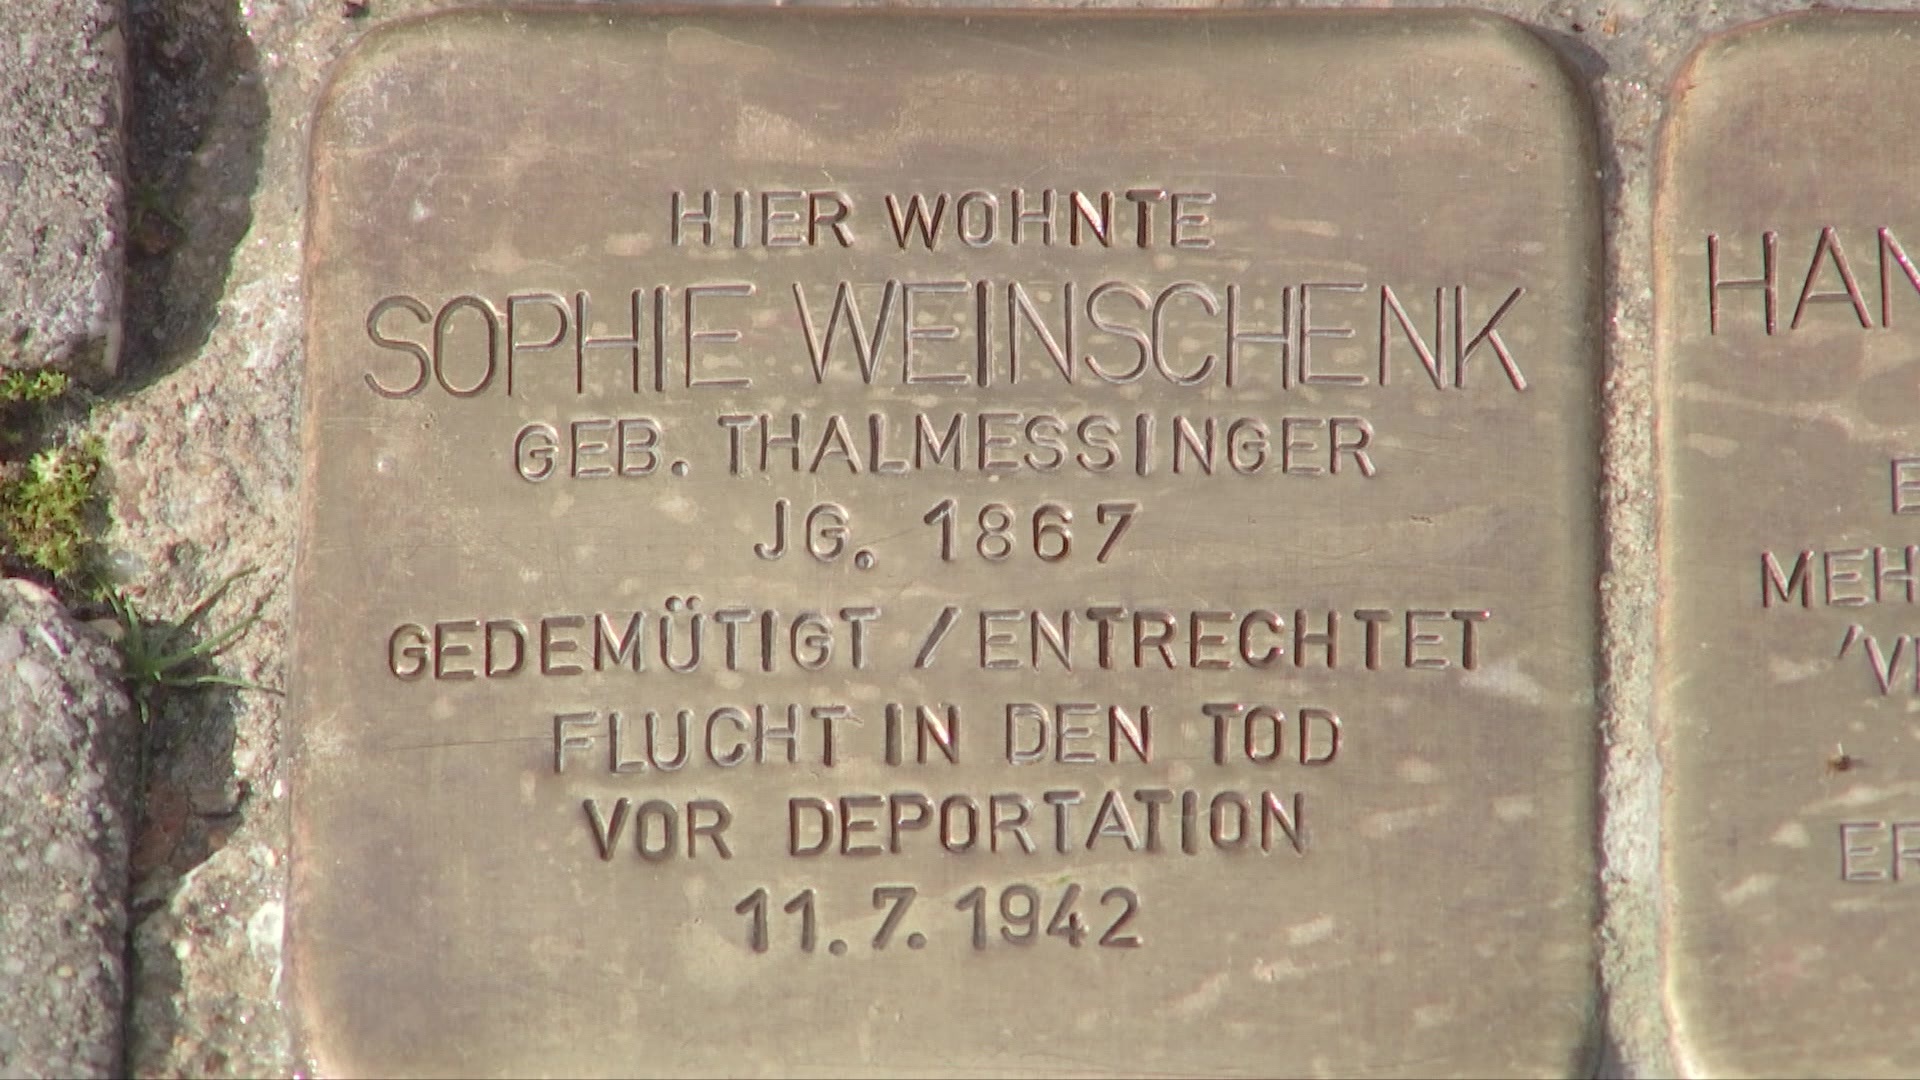 HIER WOHNTE
SOPHIE WEINSCHENK
GEB. THALMESSINGER
JG. 1867
GEDEMÜTIGT / ENTRECHTET
FLUCHT IN DEN TOD
VOR DEPORTATION
11.7.1942